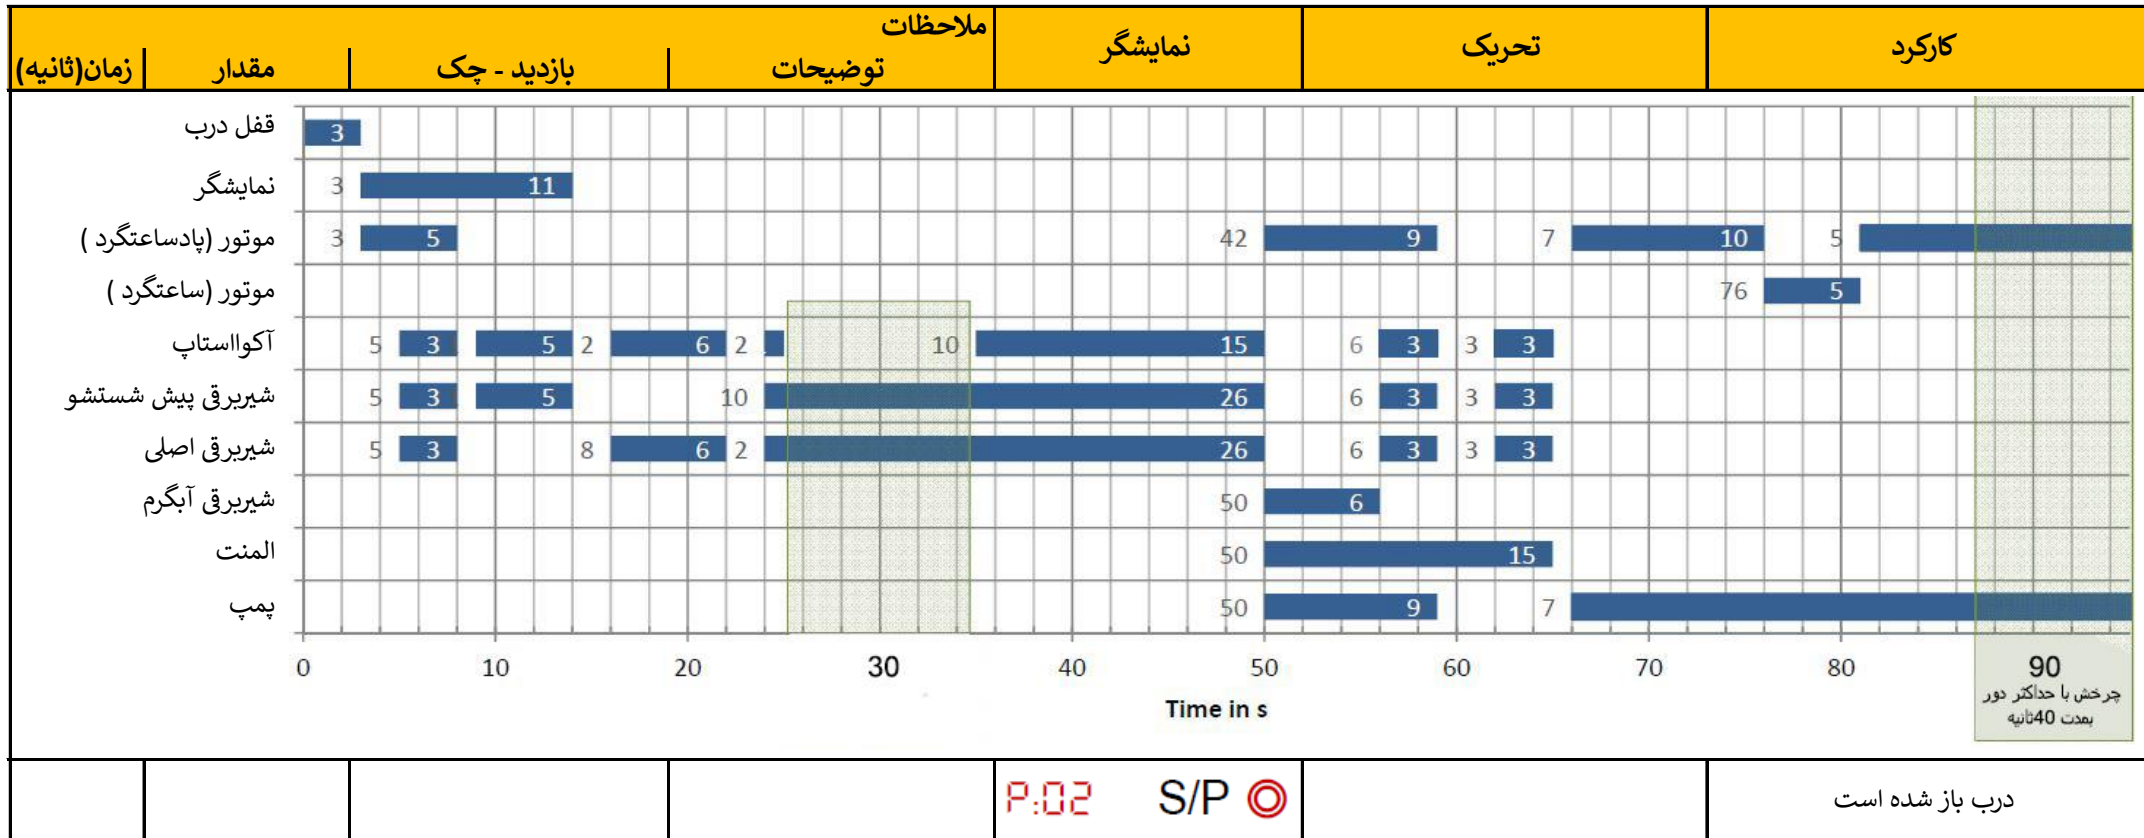 کارکرد تحریک نمایشگر ملاحظات
توضیحات بازدید - چک مقدار زمان(ثانیه)
قفل درب 3
نمایشگر 3 11
موتور (پادساعتگرد ) 3 5 42 9 7 10 5
موتور (ساعتگرد ) 76 5
آکوااستاپ 5 3 5 2 6 2 10 15 6 3 3 3
شیربرقی پیش شستشو 5 3 5 10 26 6 3 3 3
شیربرقی اصلی 5 3 8 6 2 26 6 3 3 3
شیربرقی آبگرم 50 6
المنت 50 15
پمپ 50 9 7
0 10 20 30 40 50 60 70 80 90
چرخش با حداکثر دور
بمدت 40ثانیه
Time in s
درب باز شده است P:02 S/P